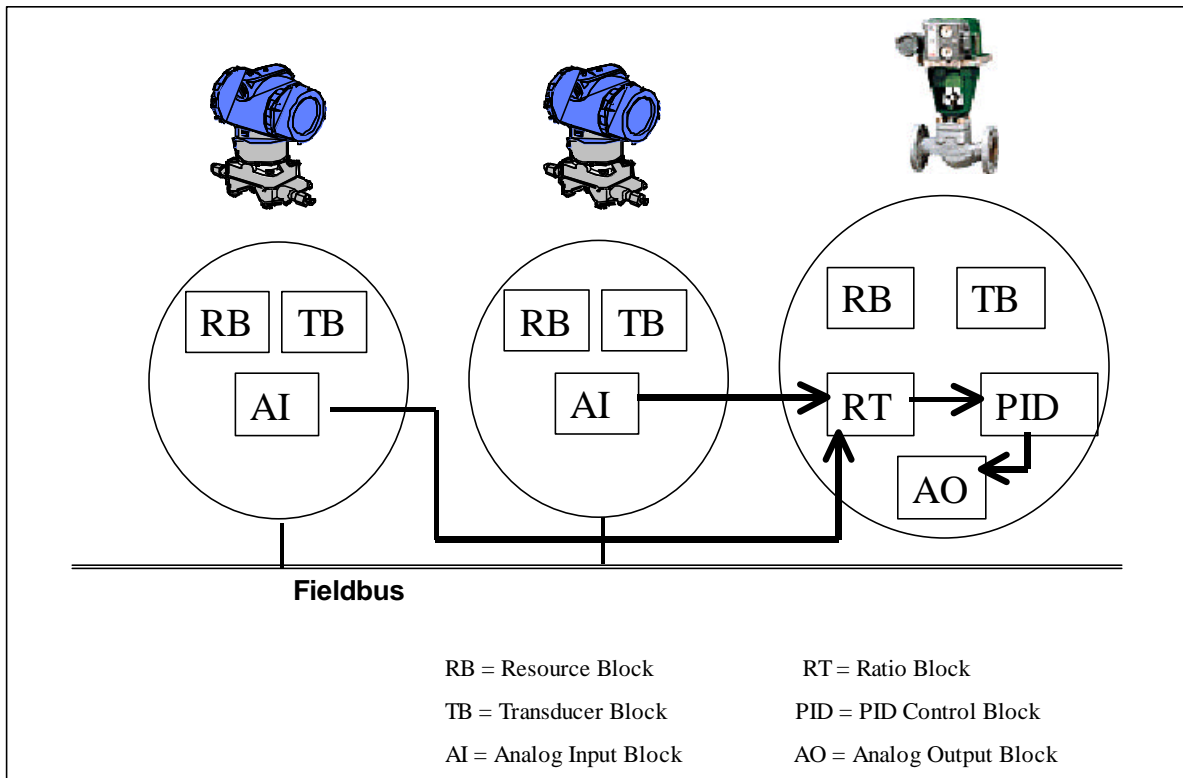 RB TB
AI
RB TB
AI
RB TB
RT PID
AO
Fieldbus
RB = Resource Block
RT = Ratio Block
TB = Transducer Block
PID = PID Control Block
AI = Analog Input Block
AO = Analog Output Block